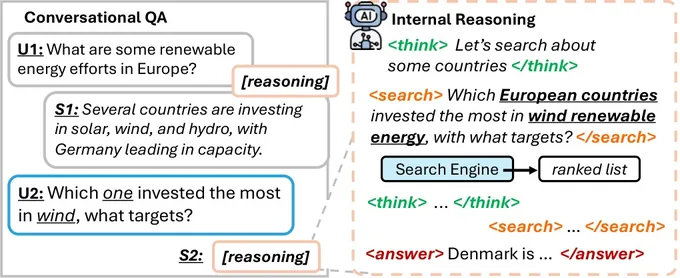 Conversational QA
U1: What are some renewable
energy efforts in Europe?
[reasoning]
S1: Several countries are investing
in solar, wind, and hydro, with
Germany leading in capacity.
U2: Which one invested the most
in wind, what targets?
S2: [reasoning]
AI
Internal Reasoning
<think> Let's search about
some countries </think>
<search> Which European countries
invested the most in wind renewable
energy, with what targets? </search>
Search Engine
ranked list
<think> ... </think>
<search> ... </search>
<answer> Denmark is ... </answer>